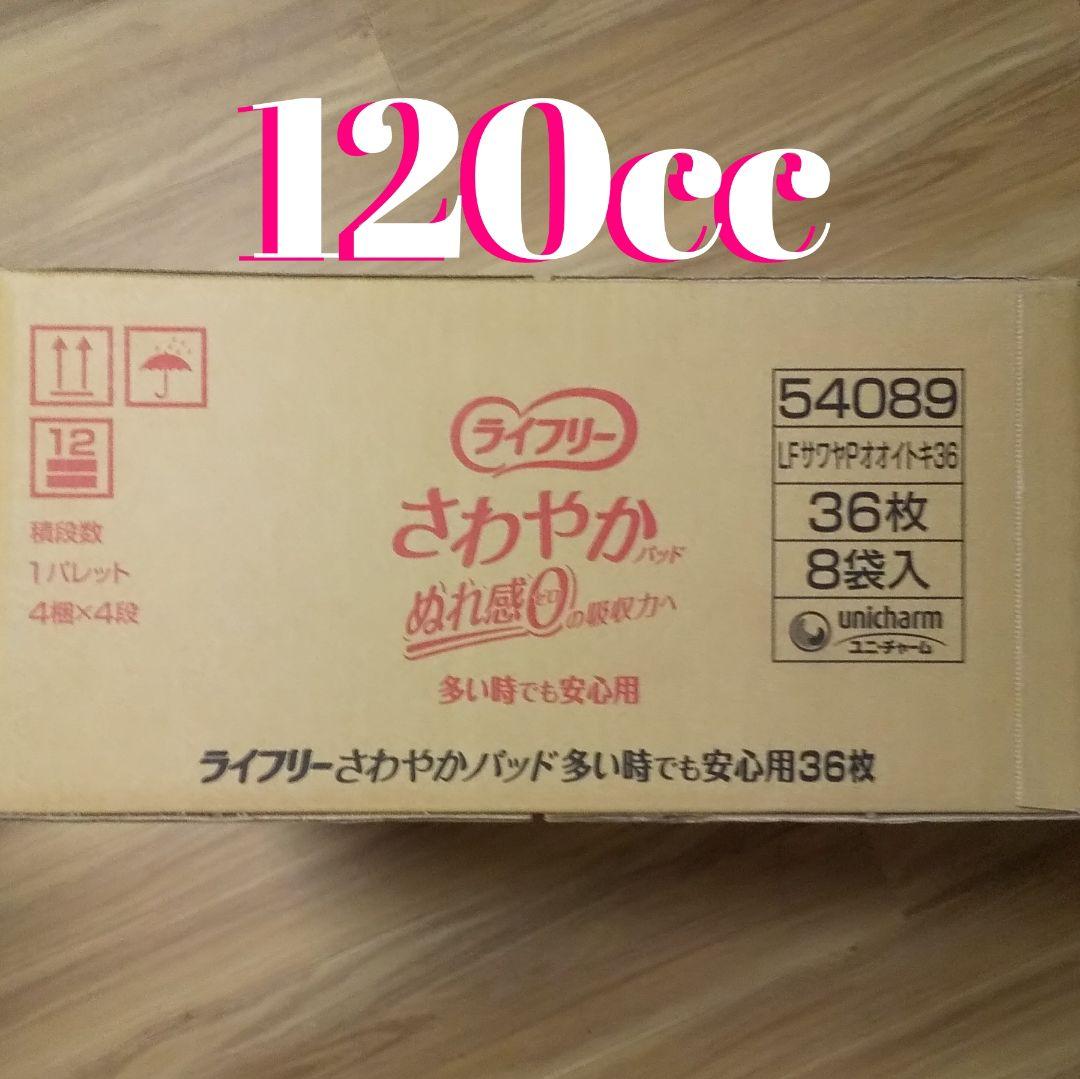 120cc
12
積段数
1パレット
4梱×4段
ライフリー
さわやか
パッド
ぬれ感0の吸収力へ
ゼロ
多い時でも安心用
54089
LFサワヤPオオイトキ36
36枚
8袋入
unicharm
ユニ・チャーム
ライフリーさわやかパッド多い時でも安心用36枚